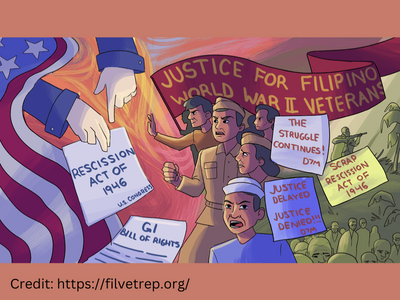 JUSTICE FOR FILIPINO
WORLD WAR II VETERANS
THE
STRUGGLE
CONTINUES!
D7M
RESCISSION
ACT OF
1946
U.S. CONGRESS
SCRAP
RESCISSION
ACT OF
1946
JUSTICE
DELAYED
JUSTICE
DENIED!!!
D7M
GI
BILL OF RIGHTS
Credit: https://filvetrep.org/